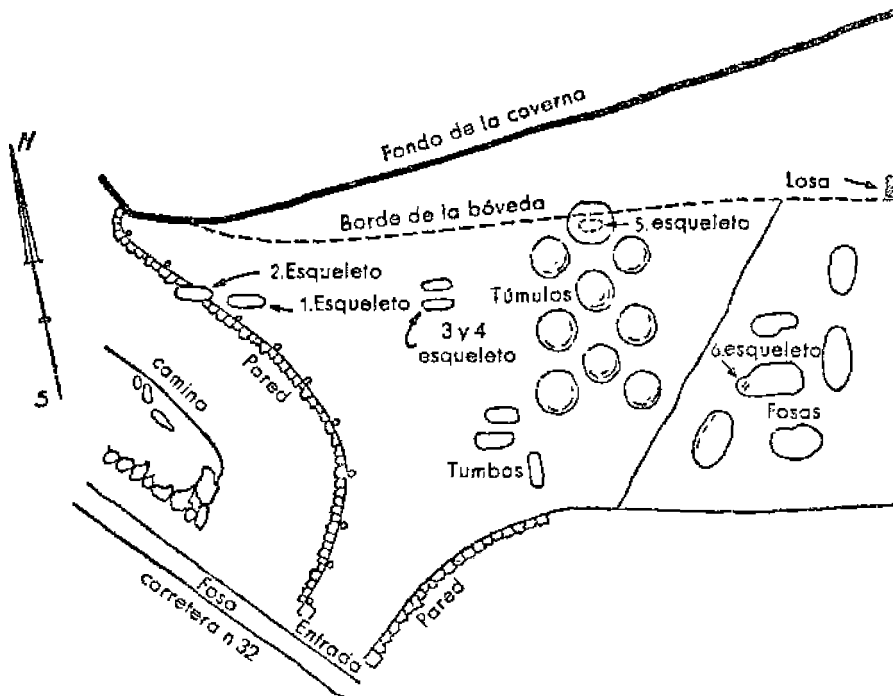 Fondo de la caverna
N
Losa
Borde de la bóveda
5. esqueleto
2. Esqueleto
1. Esqueleto
Túmulos
3 y 4
esqueleto
Pared
camina
S
6. esqueleto
Fosas
Tumbas
Fosa
carretera n 32
Entrada
Pared